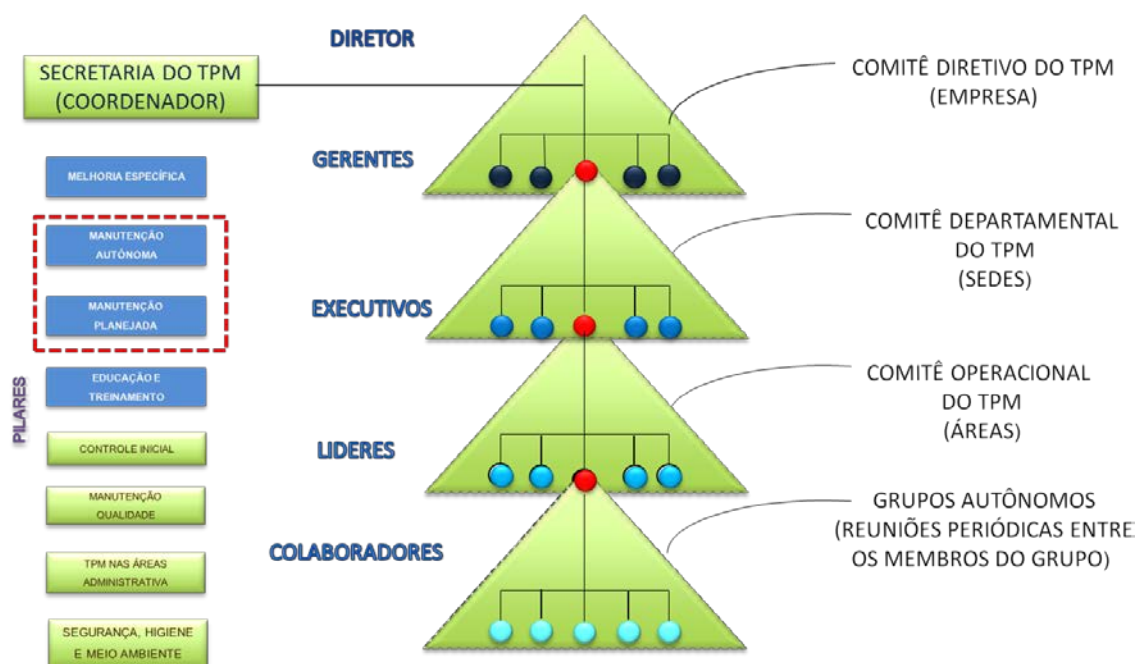 DIRETOR
SECRETARIA DO TPM
(COORDENADOR)
COMITÊ DIRETIVO DO TPM
(EMPRESA)
GERENTES
MELHORIA ESPECÍFICA
MANUTENÇÃO
AUTÔNOMA
COMITÊ DEPARTAMENTAL
DO TPM
(SEDES)
EXECUTIVOS
MANUTENÇÃO
PLANEJADA
PILARES
EDUCAÇÃO E
TREINAMENTO
COMITÊ OPERACIONAL
DO TPM
(ÁREAS)
LIDERES
CONTROLE INICIAL
MANUTENÇÃO
QUALIDADE
GRUPOS AUTÔNOMOS
(REUNIÕES PERIÓDICAS ENTRE
OS MEMBROS DO GRUPO)
COLABORADORES
TPM NAS ÁREAS
ADMINISTRATIVA
SEGURANÇA, HIGIENE
E MEIO AMBIENTE